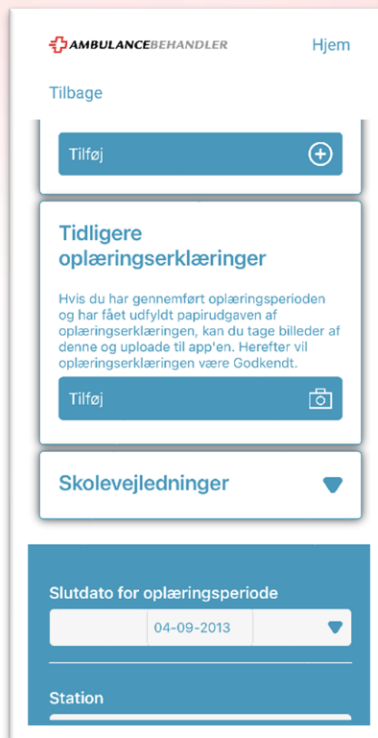 AMBULANCEBEHANDLER Hjem
Tilbage
Tilføj
Tidligere
oplæringserklæringer
Hvis du har gennemført oplæringsperioden
og har fået udfyldt papirudgaven af
oplæringserklæringen, kan du tage billeder af
denne og uploade til app'en. Herefter vil
oplæringserklæringen være Godkendt.
Tilføj
Skolevejledninger
Slutdato for oplæringsperiode
04-09-2013
Station